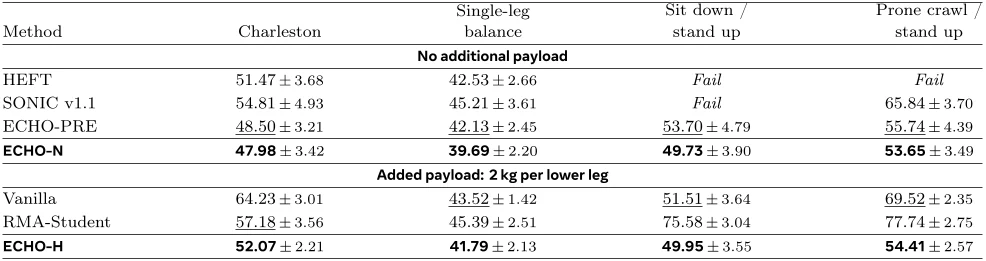 Method Charleston Single-leg balance Sit down / stand up Prone crawl / stand up
No additional payload
HEFT 51.47 ± 3.68 42.53 ± 2.66 Fail Fail
SONIC v1.1 54.81 ± 4.93 45.21 ± 3.61 Fail 65.84 ± 3.70
ECHO-PRE 48.50 ± 3.21 42.13 ± 2.45 53.70 ± 4.79 55.74 ± 4.39
ECHO-N 47.98 ± 3.42 39.69 ± 2.20 49.73 ± 3.90 53.65 ± 3.49
Added payload: 2 kg per lower leg
Vanilla 64.23 ± 3.01 43.52 ± 1.42 51.51 ± 3.64 69.52 ± 2.35
RMA-Student 57.18 ± 3.56 45.39 ± 2.51 75.58 ± 3.04 77.74 ± 2.75
ECHO-H 52.07 ± 2.21 41.79 ± 2.13 49.95 ± 3.55 54.41 ± 2.57